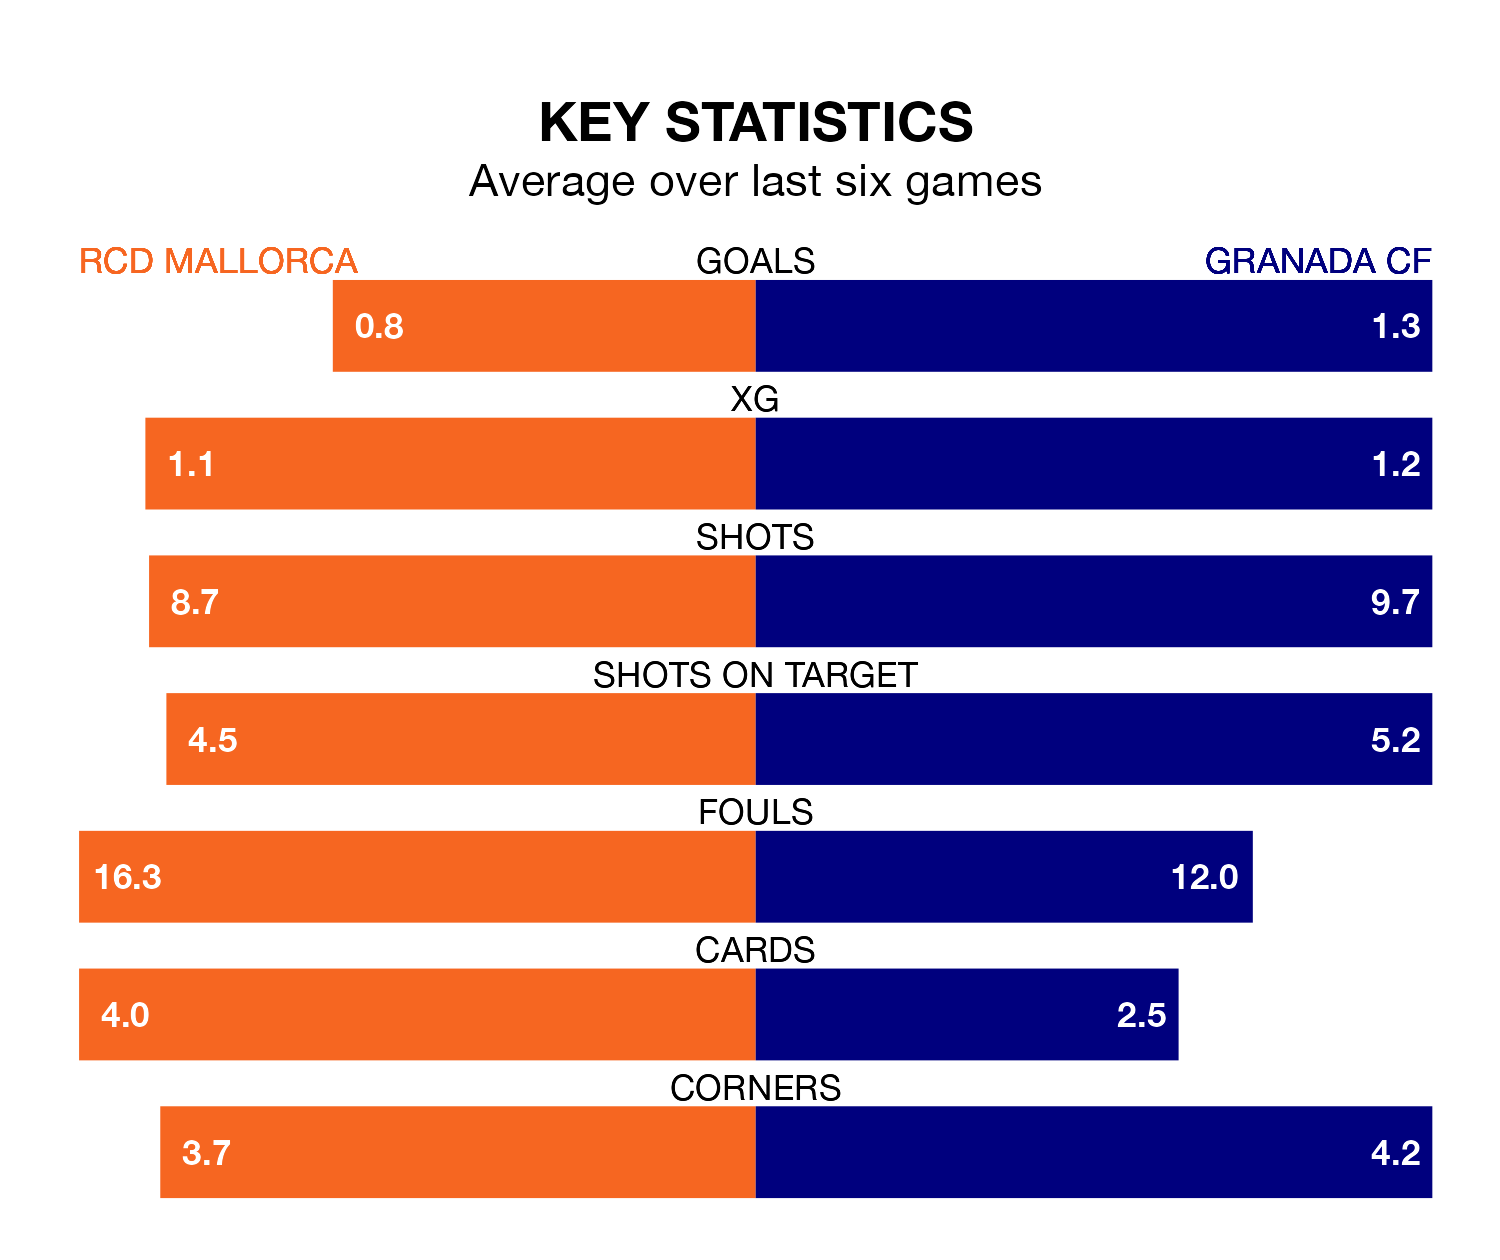 KEY STATISTICS
Average over last six games
RCD MALLORCA GOALS GRANADA CF
0.8 1.3
XG
1.1 1.2
SHOTS
8.7 9.7
SHOTS ON TARGET
4.5 5.2
FOULS
16.3 12.0
CARDS
4.0 2.5
CORNERS
3.7 4.2